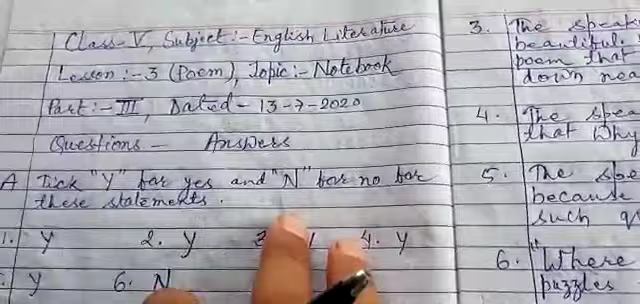 Class-V, Subject:- English Literature
Lesson:-3 (Poem), Topic:- Notebook
Part:- III, Dated- 13-7-2020
Questions - Answers
A Tick "Y" for yes and "N" for no for
these statements.
1. Y 2. Y 4. Y
Y 6. N
3. The
beautiful.
poem that
down
4. The
that why
5. The
because
such
6. "Where
puzzles